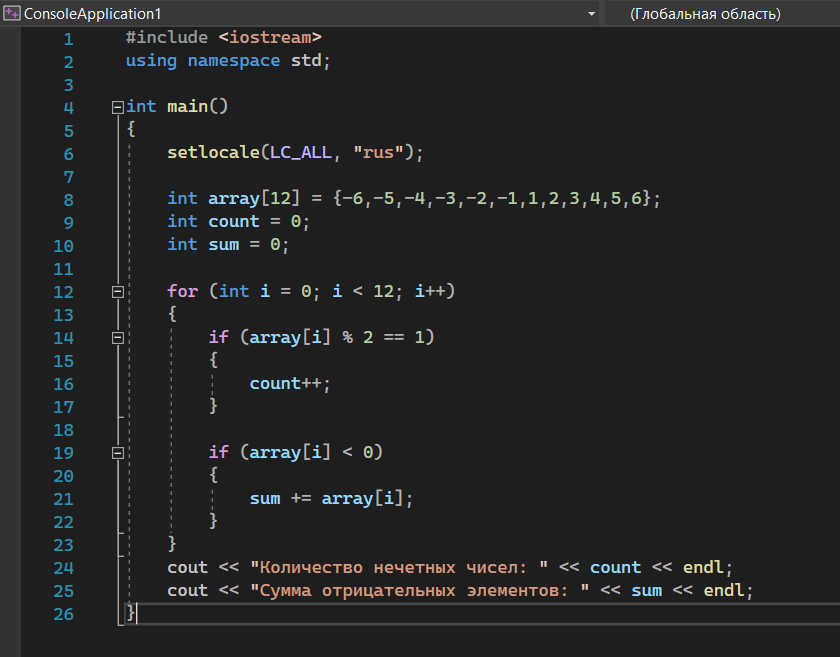 ConsoleApplication1 (Глобальная область)
1 #include <iostream>
2 using namespace std;
3
4 int main()
5 {
6 setlocale(LC_ALL, "rus");
7
8 int array[12] = {-6,-5,-4,-3,-2,-1,1,2,3,4,5,6};
9 int count = 0;
10 int sum = 0;
11
12 for (int i = 0; i < 12; i++)
13 {
14 if (array[i] % 2 == 1)
15 {
16 count++;
17 }
18
19 if (array[i] < 0)
20 {
21 sum += array[i];
22 }
23 }
24 cout << "Количество нечетных чисел: " << count << endl;
25 cout << "Сумма отрицательных элементов: " << sum << endl;
26 }